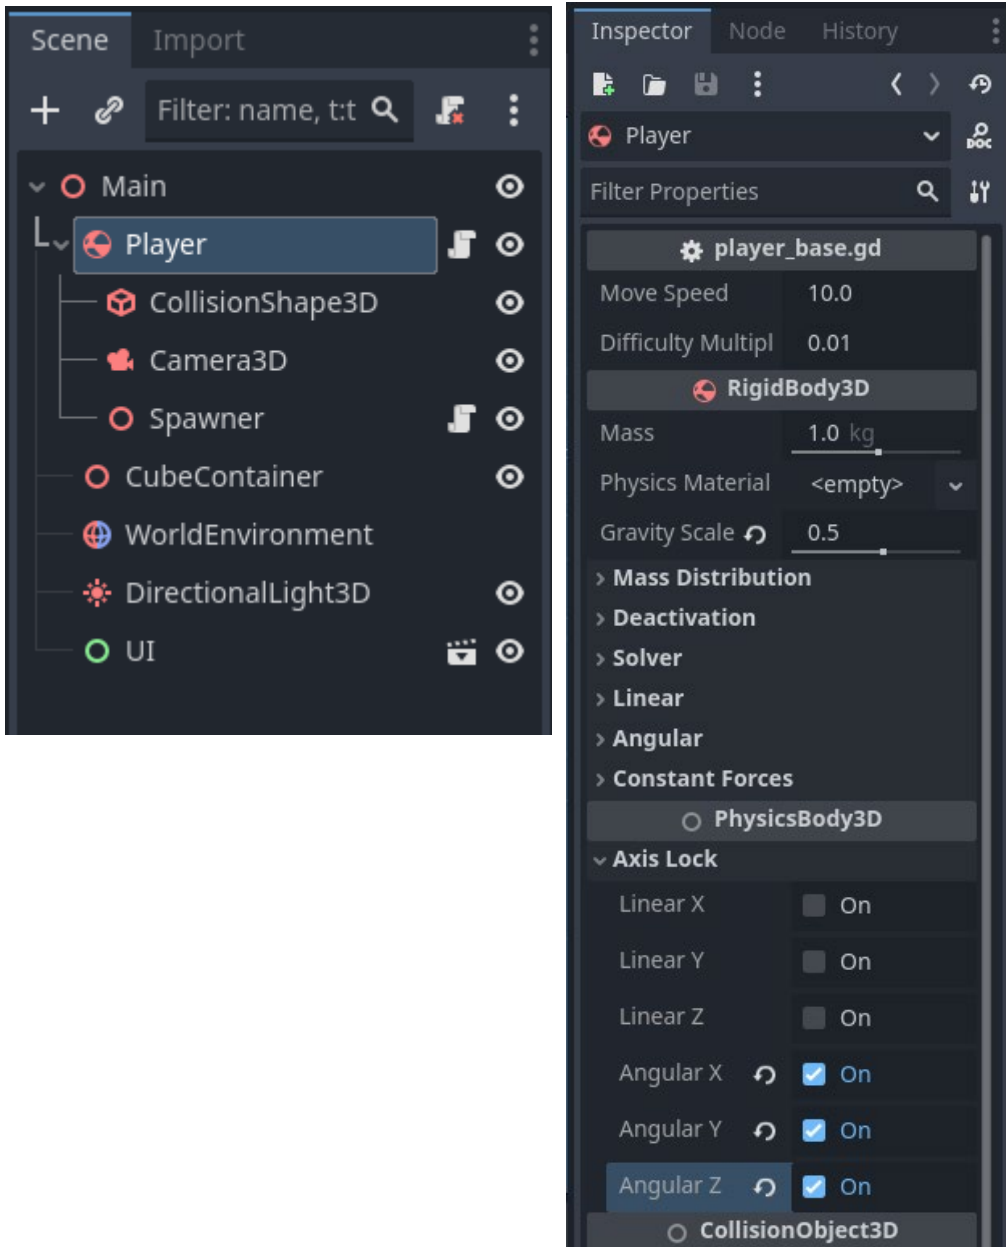 Scene Import
Filter: name, t:t
Main
Player
CollisionShape3D
Camera3D
Spawner
CubeContainer
WorldEnvironment
DirectionalLight3D
UI
Inspector Node History
Player
DOC
Filter Properties
player_base.gd
Move Speed 10.0
Difficulty Multipl 0.01
RigidBody3D
Mass 1.0 kg
Physics Material <empty>
Gravity Scale 0.5
Mass Distribution
Deactivation
Solver
Linear
Angular
Constant Forces
PhysicsBody3D
Axis Lock
Linear X On
Linear Y On
Linear Z On
Angular X On
Angular Y On
Angular Z On
CollisionObject3D